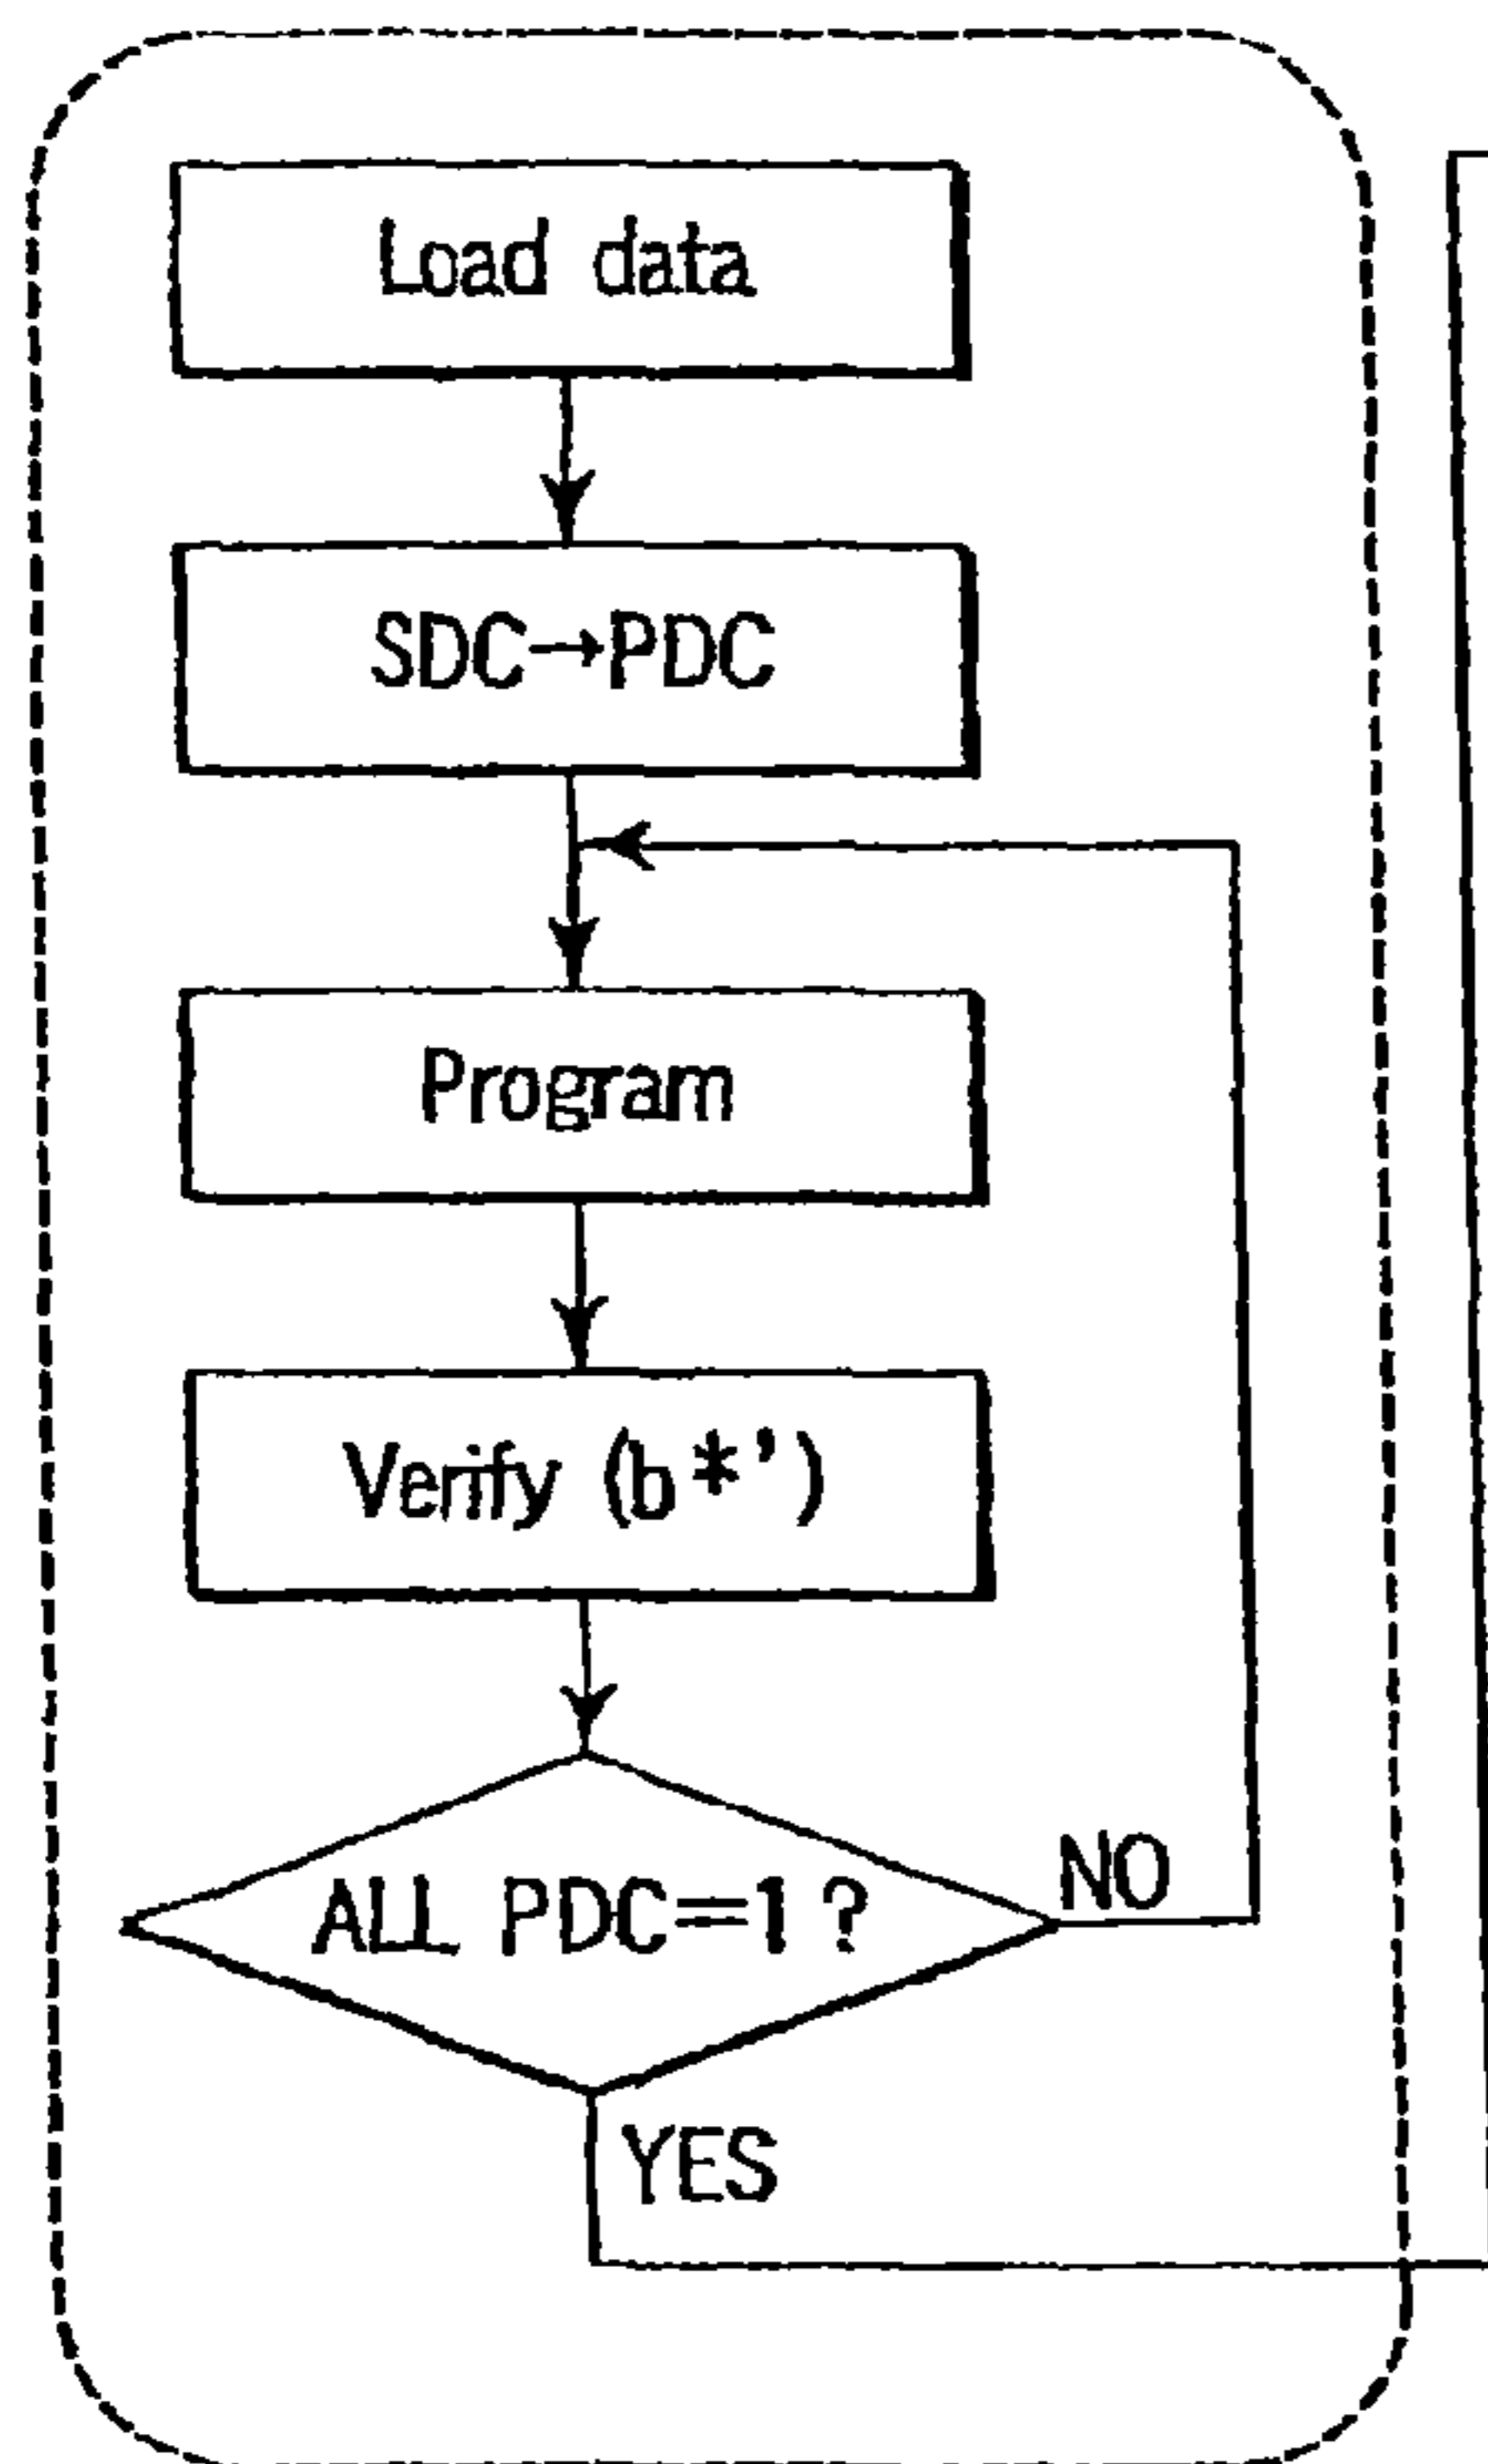 Load data
SDC→PDC
Program
Verify (b*')
ALL PDC=1?
NO
YES